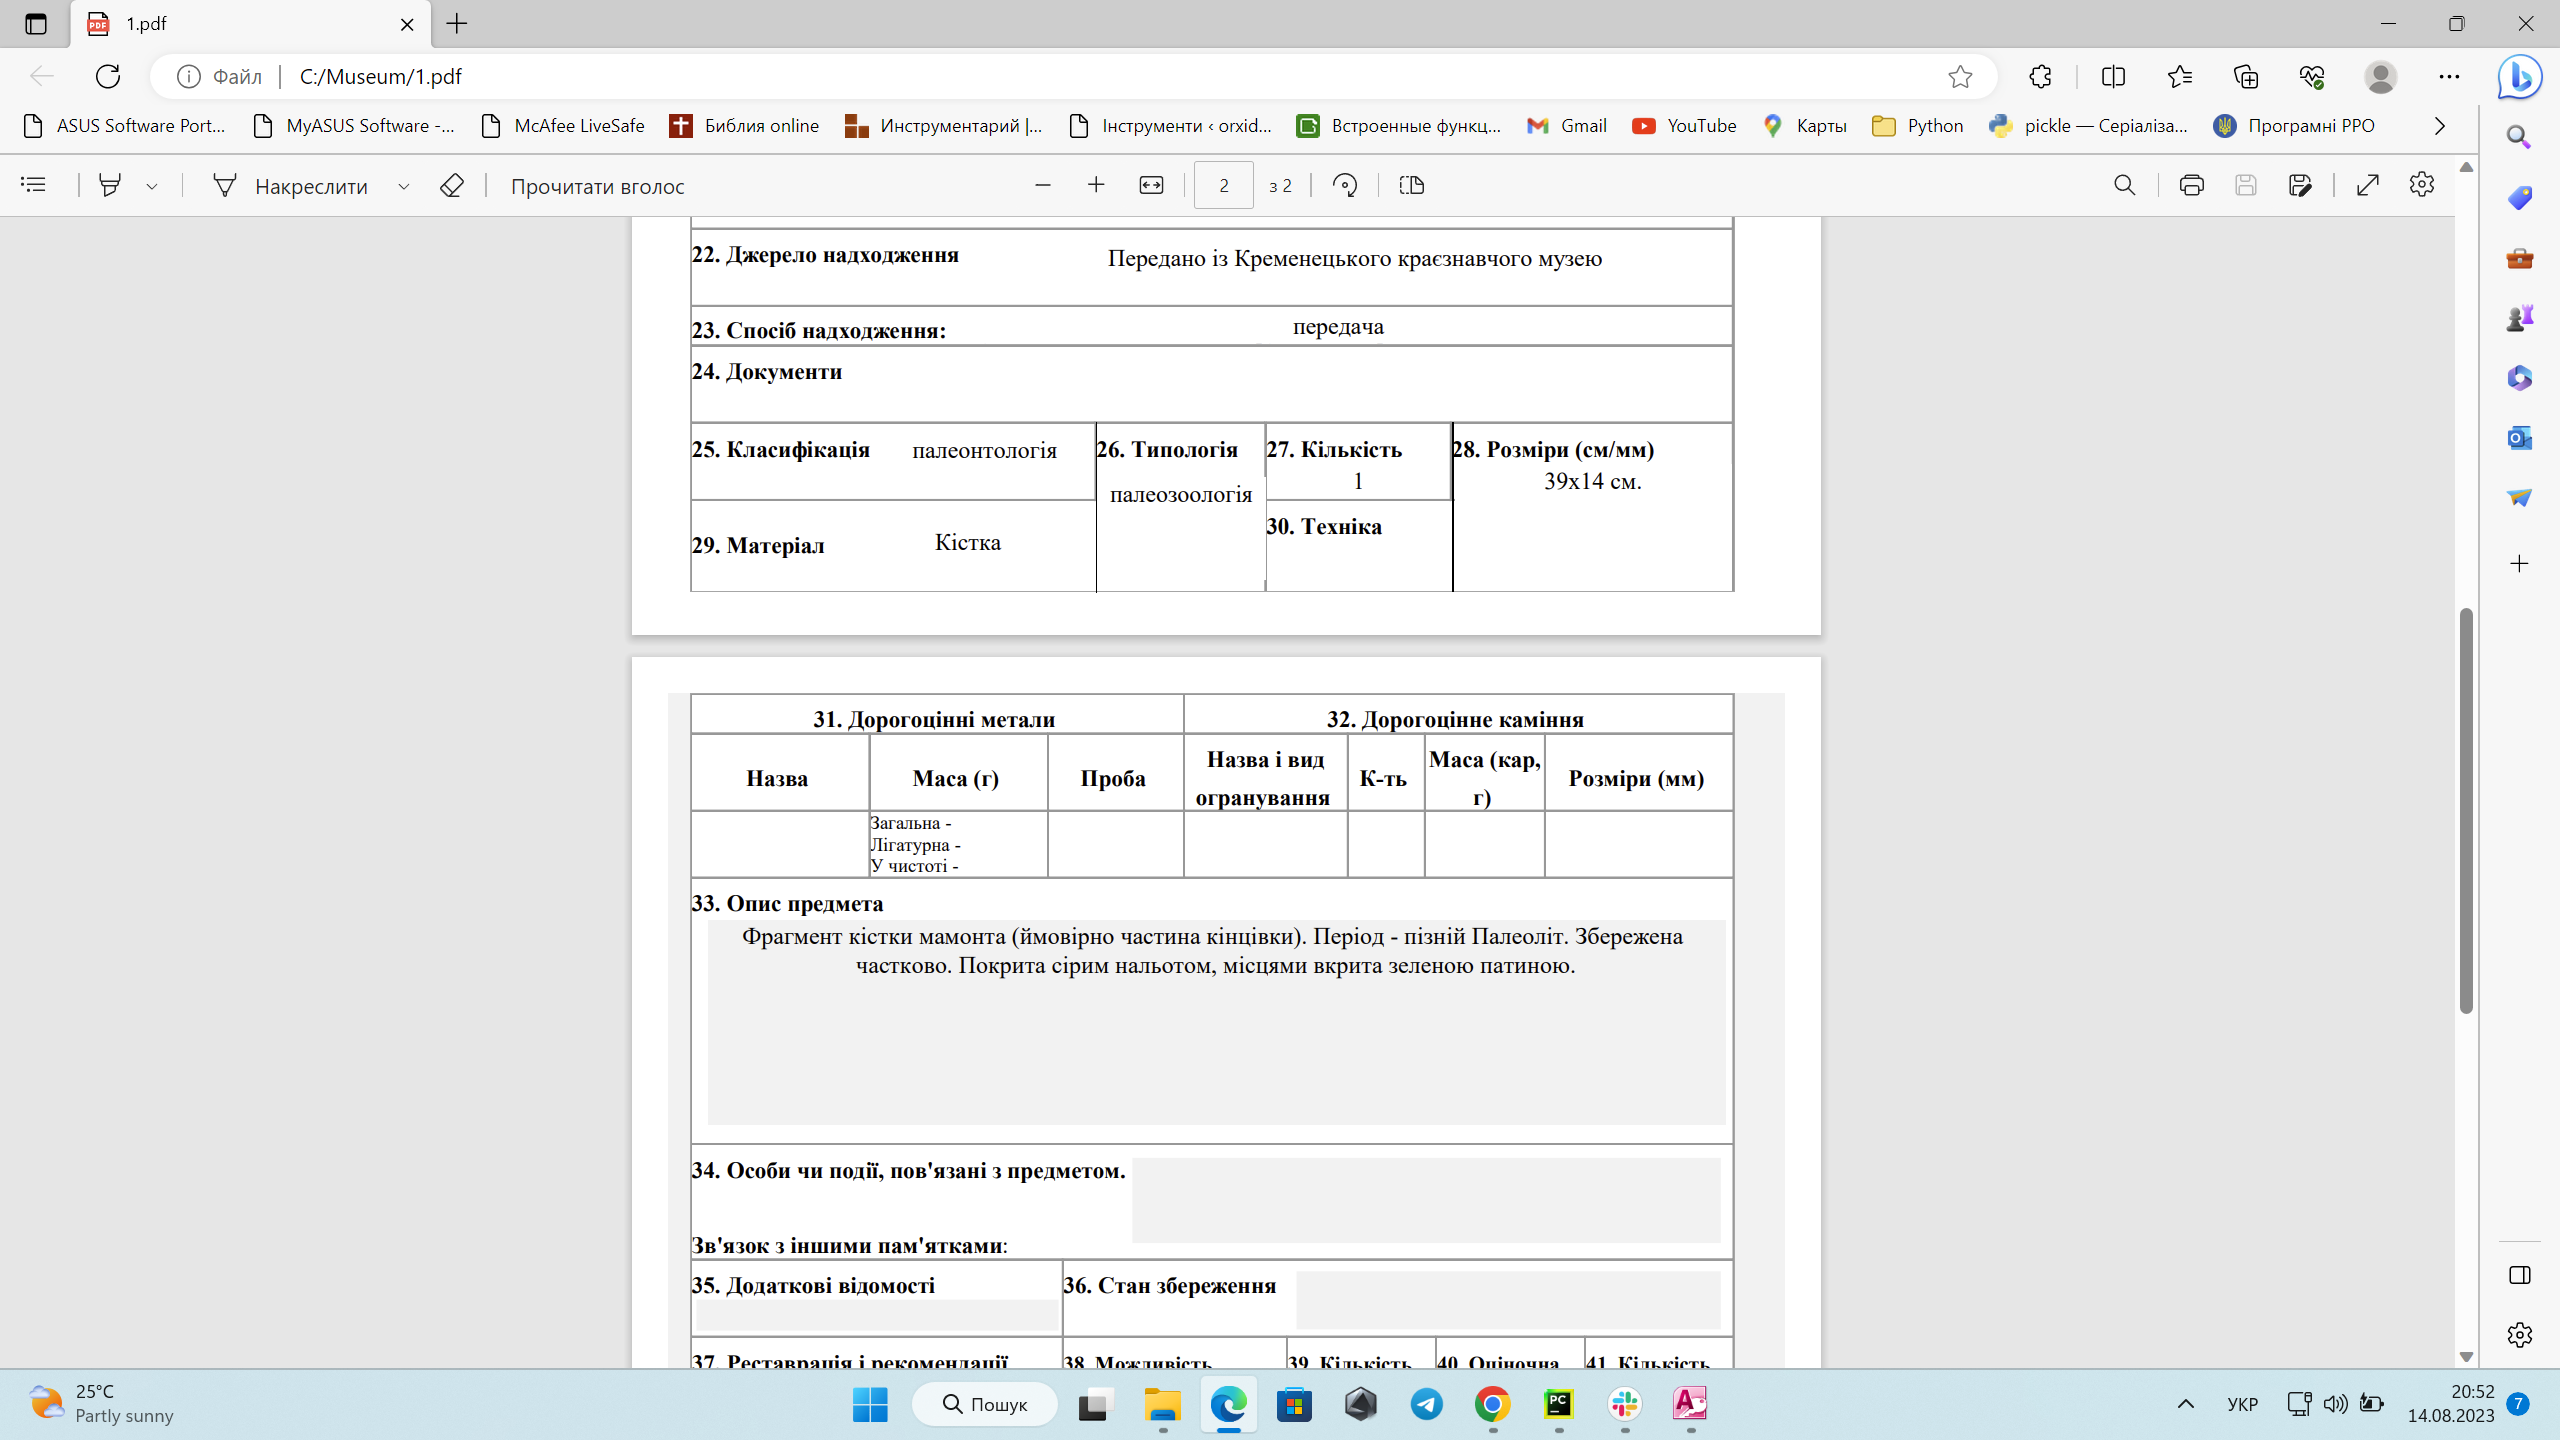 1.pdf
Файл
C:/Museum/1.pdf
ASUS Software Port...
MyASUS Software -...
McAfee LiveSafe
Библия online
Инструментарий |...
Інструменти ‹ orxid...
Встроенные функц...
Gmail
YouTube
Карты
Python
pickle — Серіаліза...
Програмні РРО
Накреслити
Прочитати вголос
2
з 2
22. Джерело надходження
Передано із Кременецького краєзнавчого музею
23. Спосіб надходження:
передача
24. Документи
25. Класифікація
палеонтологія
26. Типологія
палеозоологія
27. Кількість
1
28. Розміри (см/мм)
39х14 см.
29. Матеріал
Кістка
30. Техніка
31. Дорогоцінні метали
32. Дорогоцінне каміння
Назва
Маса (г)
Проба
Назва і вид
огранування
К-ть
Маса (кар,
г)
Розміри (мм)
Загальна -
Лігатурна -
У чистоті -
33. Опис предмета
Фрагмент кістки мамонта (ймовірно частина кінцівки). Період - пізній Палеоліт. Збережена
частково. Покрита сірим нальотом, місцями вкрита зеленою патиною.
34. Особи чи події, пов'язані з предметом.
Зв'язок з іншими пам'ятками:
35. Додаткові відомості
36. Стан збереження
37. Реставрація і рекомендації
38. Можливість
39. Кількість
40. Оціночна
41. Кількість
25°C
Partly sunny
Пошук
PC
УКР
20:52
14.08.2023
7